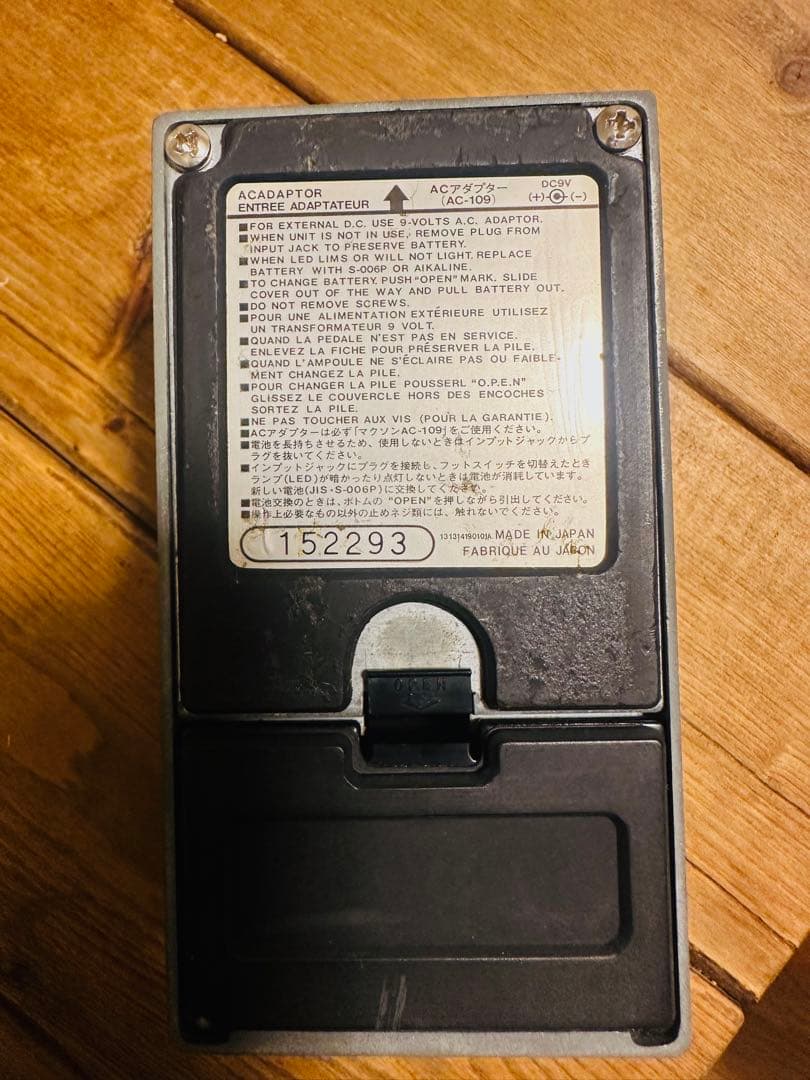 ACADAPTOR
ENTREE ADAPTATEUR
ACアダプター
(AC-109)
DC9V
(+) (-)
■FOR EXTERNAL D.C. USE 9-VOLTS A.C. ADAPTOR.
■WHEN UNIT IS NOT IN USE, REMOVE PLUG FROM
INPUT JACK TO PRESERVE BATTERY.
■WHEN LED LIMS OR WILL NOT LIGHT, REPLACE
BATTERY WITH S-006P OR AIKALINE.
■TO CHANGE BATTERY, PUSH “OPEN” MARK, SLIDE
COVER OUT OF THE WAY AND PULL BATTERY OUT.
■DO NOT REMOVE SCREWS.
■POUR UNE ALIMENTATION EXTÉRIEURE UTILISEZ
UN TRANSFORMATEUR 9 VOLT.
■QUAND LA PEDALE N'EST PAS EN SERVICE.
ENLEVEZ LA FICHE POUR PRÉSERVER LA PILE.
■QUAND L'AMPOULE NE S'ÉCLAIRE PAS OU FAIBLE-
MENT CHANGEZ LA PILE.
■POUR CHANGER LA PILE POUSSERL “O.P.E.N”
GLISSEZ LE COUVERCLE HORS DES ENCOCHES
SORTEZ LA PILE.
■NE PAS TOUCHER AUX VIS (POUR LA GARANTIE).
■ACアダプターは必ず「マクソンAC-109」をご使用ください。
■電池を長持ちさせるため、使用しないときはインプットジャックからプ
ラグを抜いてください。
■インプットジャックにプラグを接続し、フットスイッチを切替えたとき
ランプ(LED)が暗かったり点灯しないときは電池が消耗しています。
新しい電池(JIS・S-006P)に交換してください。
■電池交換のときは、ボトムの “OPEN” を押しながら引出してください。
■操作上必要なもの以外の止めネジ類には、触れないでください。
152293
13131419010JA MADE IN JAPAN
FABRIQUÉ AU JAPON
OPEN